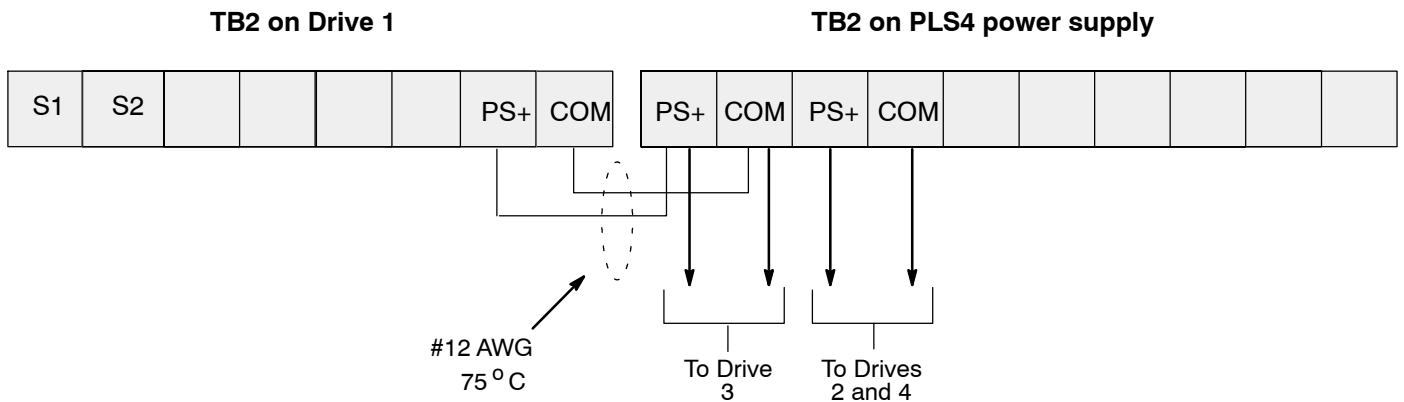 TB2 on Drive 1
TB2 on PLS4 power supply
S1 S2 PS+ COM
PS+ COM PS+ COM
#12 AWG
75 o C
To Drive
3
To Drives
2 and 4